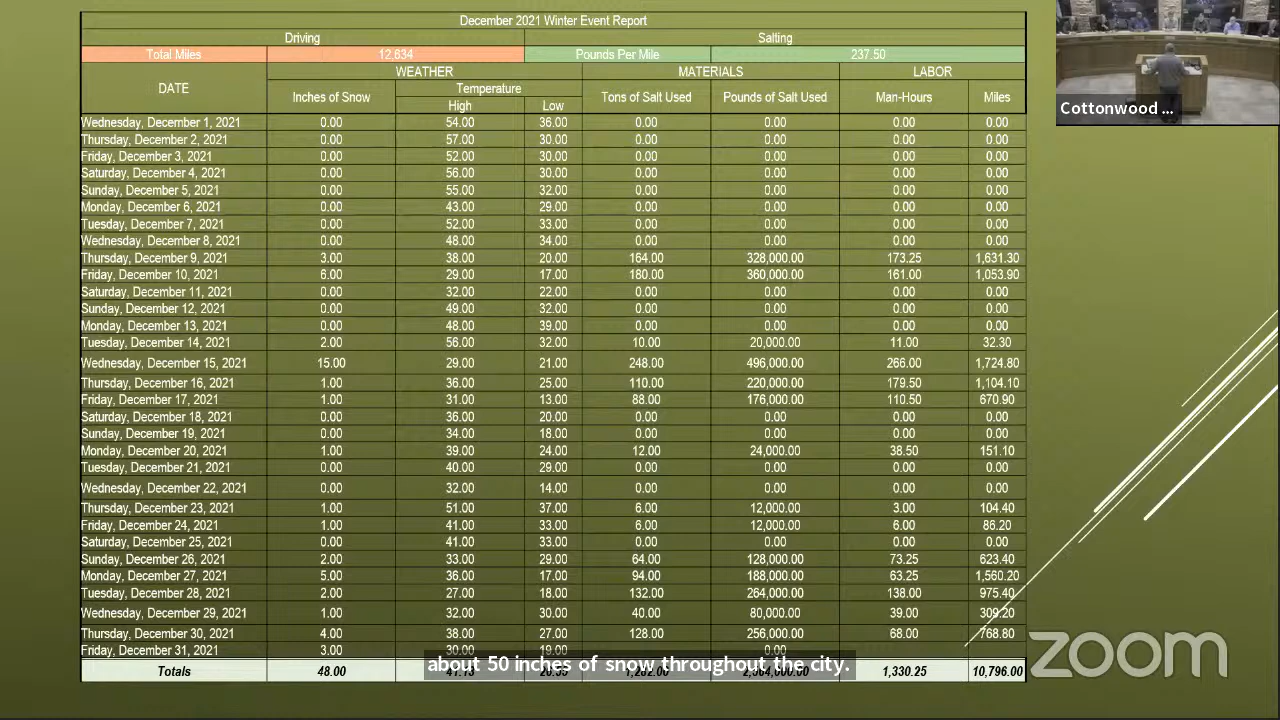 December 2021 Winter Event Report
Driving Salting
Total Miles 12,634 Pounds Per Mile 237.50
DATE WEATHER MATERIALS LABOR
Inches of Snow Temperature Tons of Salt Used Pounds of Salt Used Man-Hours Miles
High Low
Wednesday, December 1, 2021 0.00 54.00 36.00 0.00 0.00 0.00 0.00
Thursday, December 2, 2021 0.00 57.00 30.00 0.00 0.00 0.00 0.00
Friday, December 3, 2021 0.00 52.00 30.00 0.00 0.00 0.00 0.00
Saturday, December 4, 2021 0.00 56.00 30.00 0.00 0.00 0.00 0.00
Sunday, December 5, 2021 0.00 55.00 32.00 0.00 0.00 0.00 0.00
Monday, December 6, 2021 0.00 43.00 29.00 0.00 0.00 0.00 0.00
Tuesday, December 7, 2021 0.00 52.00 33.00 0.00 0.00 0.00 0.00
Wednesday, December 8, 2021 0.00 48.00 34.00 0.00 0.00 0.00 0.00
Thursday, December 9, 2021 3.00 38.00 20.00 164.00 328,000.00 173.25 1,631.30
Friday, December 10, 2021 6.00 29.00 17.00 180.00 360,000.00 161.00 1,053.90
Saturday, December 11, 2021 0.00 32.00 22.00 0.00 0.00 0.00 0.00
Sunday, December 12, 2021 0.00 49.00 32.00 0.00 0.00 0.00 0.00
Monday, December 13, 2021 0.00 48.00 39.00 0.00 0.00 0.00 0.00
Tuesday, December 14, 2021 2.00 56.00 32.00 10.00 20,000.00 11.00 32.30
Wednesday, December 15, 2021 15.00 29.00 21.00 248.00 496,000.00 266.00 1,724.80
Thursday, December 16, 2021 1.00 36.00 25.00 110.00 220,000.00 179.50 1,104.10
Friday, December 17, 2021 1.00 31.00 13.00 88.00 176,000.00 110.50 670.90
Saturday, December 18, 2021 0.00 36.00 20.00 0.00 0.00 0.00 0.00
Sunday, December 19, 2021 0.00 34.00 18.00 0.00 0.00 0.00 0.00
Monday, December 20, 2021 1.00 39.00 24.00 12.00 24,000.00 38.50 151.10
Tuesday, December 21, 2021 0.00 40.00 29.00 0.00 0.00 0.00 0.00
Wednesday, December 22, 2021 0.00 32.00 14.00 0.00 0.00 0.00 0.00
Thursday, December 23, 2021 1.00 51.00 37.00 6.00 12,000.00 3.00 104.40
Friday, December 24, 2021 1.00 41.00 33.00 6.00 12,000.00 6.00 86.20
Saturday, December 25, 2021 0.00 41.00 33.00 0.00 0.00 0.00 0.00
Sunday, December 26, 2021 2.00 33.00 29.00 64.00 128,000.00 73.25 623.40
Monday, December 27, 2021 5.00 36.00 17.00 94.00 188,000.00 63.25 1,560.20
Tuesday, December 28, 2021 2.00 27.00 18.00 132.00 264,000.00 138.00 975.40
Wednesday, December 29, 2021 1.00 32.00 30.00 40.00 80,000.00 39.00 309.20
Thursday, December 30, 2021 4.00 38.00 27.00 128.00 256,000.00 68.00 768.80
Friday, December 31, 2021 3.00 30.00 19.00 0.00
about 50 inches of snow throughout the city.
Totals 48.00 1,330.25 10,796.00
Cottonwood ...
zoom